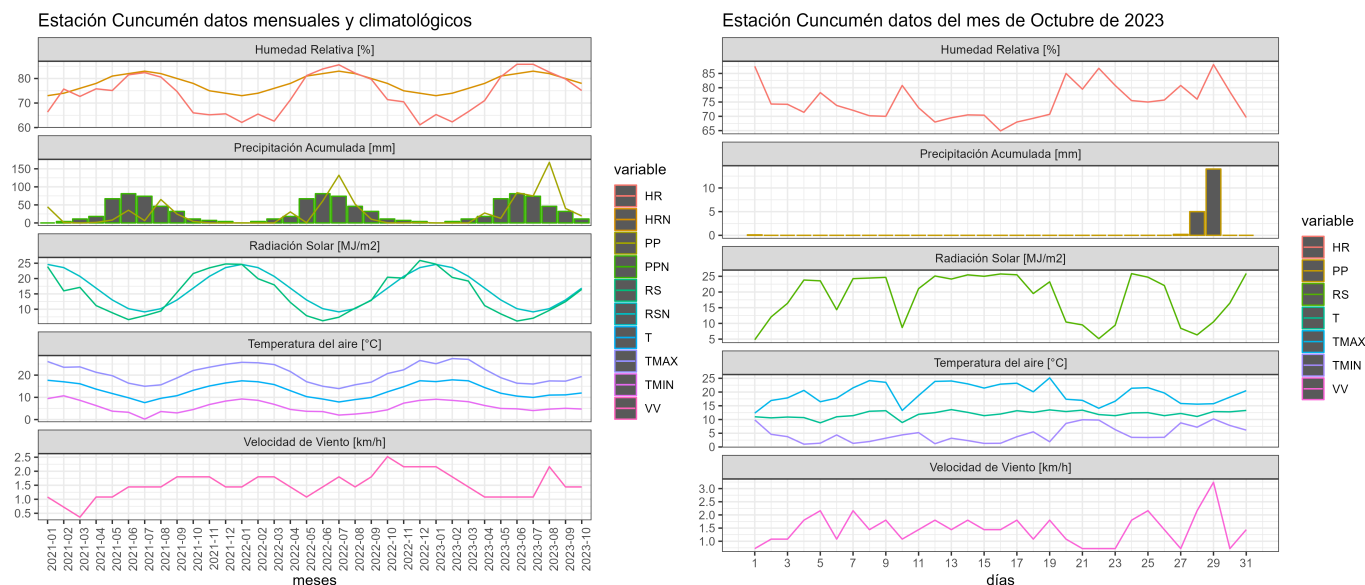 Estación Cuncumén datos mensuales y climatológicos
Humedad Relativa [%]
80
70
60
Precipitación Acumulada [mm]
150
100
50
0
Radiación Solar [MJ/m2]
25
20
15
10
Temperatura del aire [°C]
20
10
0
Velocidad de Viento [km/h]
2.5
2.0
1.5
1.0
0.5
2021-01
2021-02
2021-03
2021-04
2021-05
2021-06
2021-07
2021-08
2021-09
2021-10
2021-11
2021-12
2022-01
2022-02
2022-03
2022-04
2022-05
2022-06
2022-07
2022-08
2022-09
2022-10
2022-11
2022-12
2023-01
2023-02
2023-03
2023-04
2023-05
2023-06
2023-07
2023-08
2023-09
2023-10
meses
variable
HR
HRN
PP
PPN
RS
RSN
T
TMAX
TMIN
VV
Estación Cuncumén datos del mes de Octubre de 2023
Humedad Relativa [%]
85
80
75
70
65
Precipitación Acumulada [mm]
10
5
0
Radiación Solar [MJ/m2]
25
20
15
10
5
Temperatura del aire [°C]
25
20
15
10
5
0
Velocidad de Viento [km/h]
3.0
2.5
2.0
1.5
1.0
1 3 5 7 9 11 13 15 17 19 21 23 25 27 29 31
días
variable
HR
PP
RS
T
TMAX
TMIN
VV